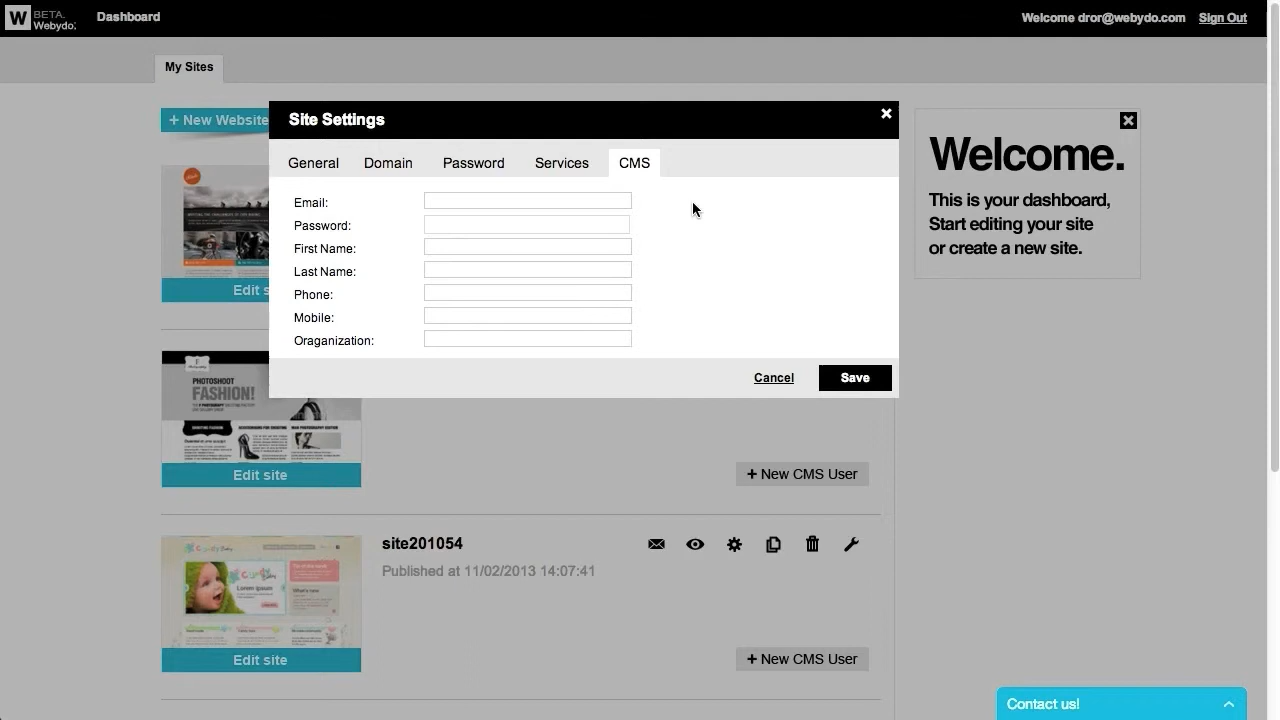 W BETA.
Webydo:
Dashboard
Welcome dror@webydo.com
Sign Out
My Sites
+ New Website
Site Settings
General
Domain
Password
Services
CMS
Email:
Password:
First Name:
Last Name:
Phone:
Mobile:
Oraganization:
Cancel
Save
Welcome.
This is your dashboard,
Start editing your site
or create a new site.
Edit s
PHOTOSHOOT
FASHION!
Edit site
+ New CMS User
site201054
Published at 11/02/2013 14:07:41
Lorem ipsum
Edit site
+ New CMS User
Contact us!